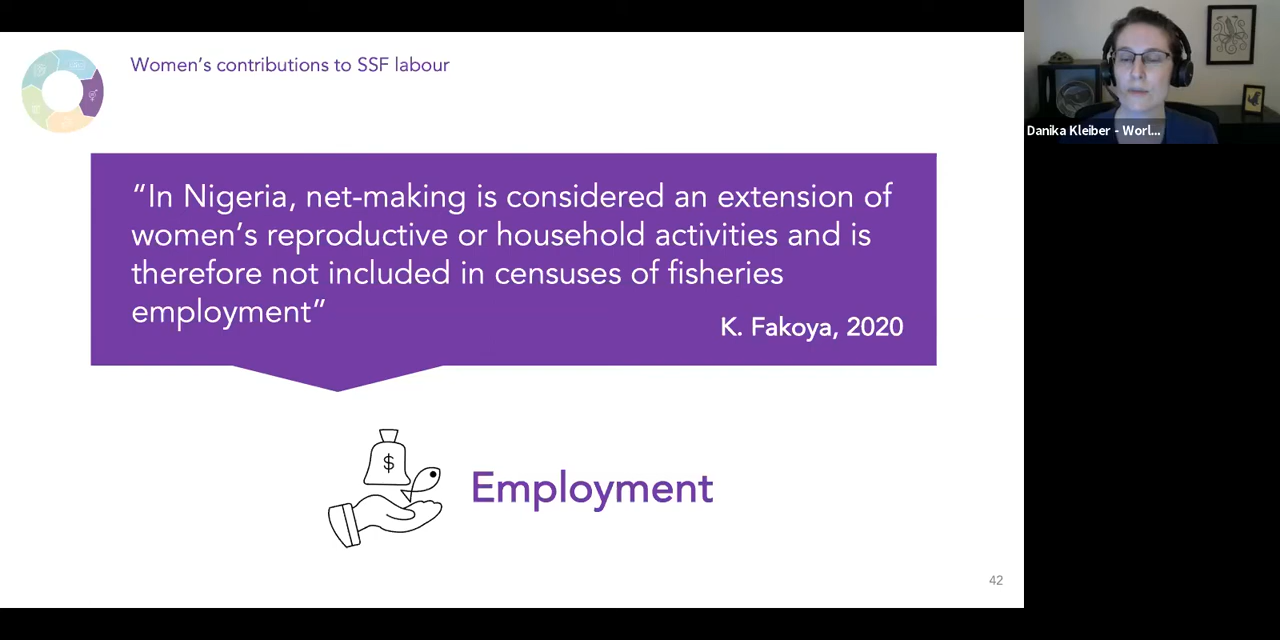 Women's contributions to SSF labour
“In Nigeria, net-making is considered an extension of
women's reproductive or household activities and is
therefore not included in censuses of fisheries
employment”
K. Fakoya, 2020
$
Employment
42
Danika Kleiber - Worl...